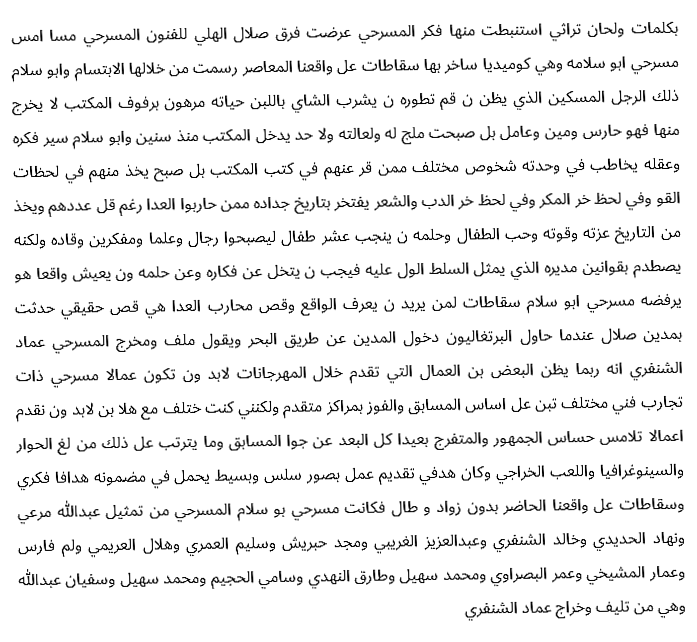 بكلمات ولحان تراثي استنبطت منها فكر المسرحي عرضت فرق صلال الهلي للفنون المسرحي مسا امس
مسرحي ابو سلامه وهي كوميديا ساخر بها سقاطات عل واقعنا المعاصر رسمت من خلالها الابتسام وابو سلام
ذلك الرجل المسكين الذي يظن ن قم تطوره ن يشرب الشاي باللبن حياته مرهون برفوف المكتب لا يخرج
منها فهو حارس ومين وعامل بل صبحت ملج له ولعالته ولا حد يدخل المكتب منذ سنين وابو سلام سير فكره
وعقله يخاطب في وحدته شخوص مختلف ممن قر عنهم في كتب المكتب بل صبح يخذ منهم في لحظات
القو وفي لحظ خر المكر وفي لحظ خر الدب والشعر يفتخر بتاريخ جداده ممن حاربوا العدا رغم قل عددهم ويخذ
من التاريخ عزته وقوته وحب الطفال وحلمه ن ينجب عشر طفال ليصبحوا رجال وعلما ومفكرين وقاده ولكنه
يصطدم بقوانين مديره الذي يمثل السلط الول عليه فيجب ن يتخل عن فكاره وعن حلمه ون يعيش واقعا هو
يرفضه مسرحي ابو سلام سقاطات لمن يريد ن يعرف الواقع وقص محارب العدا هي قص حقيقي حدثت
بمدين صلال عندما حاول البرتغاليون دخول المدين عن طريق البحر ويقول ملف ومخرج المسرحي عماد
الشنفري انه ربما يظن البعض بن العمال التي تقدم خلال المهرجانات لابد ون تكون عمالا مسرحي ذات
تجارب فني مختلف تبن عل اساس المسابق والفوز بمراكز متقدم ولكنني كنت ختلف مع هلا بن لابد ون نقدم
اعمالا تلامس حساس الجمهور والمتفرج بعيدا كل البعد عن جوا المسابق وما يترتب عل ذلك من لغ الحوار
والسينوغرافيا واللعب الخراجي وكان هدفي تقديم عمل بصور سلس وبسيط يحمل في مضمونه هدافا فكري
وسقاطات عل واقعنا الحاضر بدون زواد و طال فكانت مسرحي بو سلام المسرحي من تمثيل عبدالله مرعي
ونهاد الحديدي وخالد الشنفري وعبدالعزيز الغريبي ومجد حبريش وسليم العمري وهلال العريمي ولم فارس
وعمار المشيخي وعمر البصراوي ومحمد سهيل وطارق النهدي وسامي الحجيم ومحمد سهيل وسفيان عبدالله
وهي من تليف وخراج عماد الشنفري